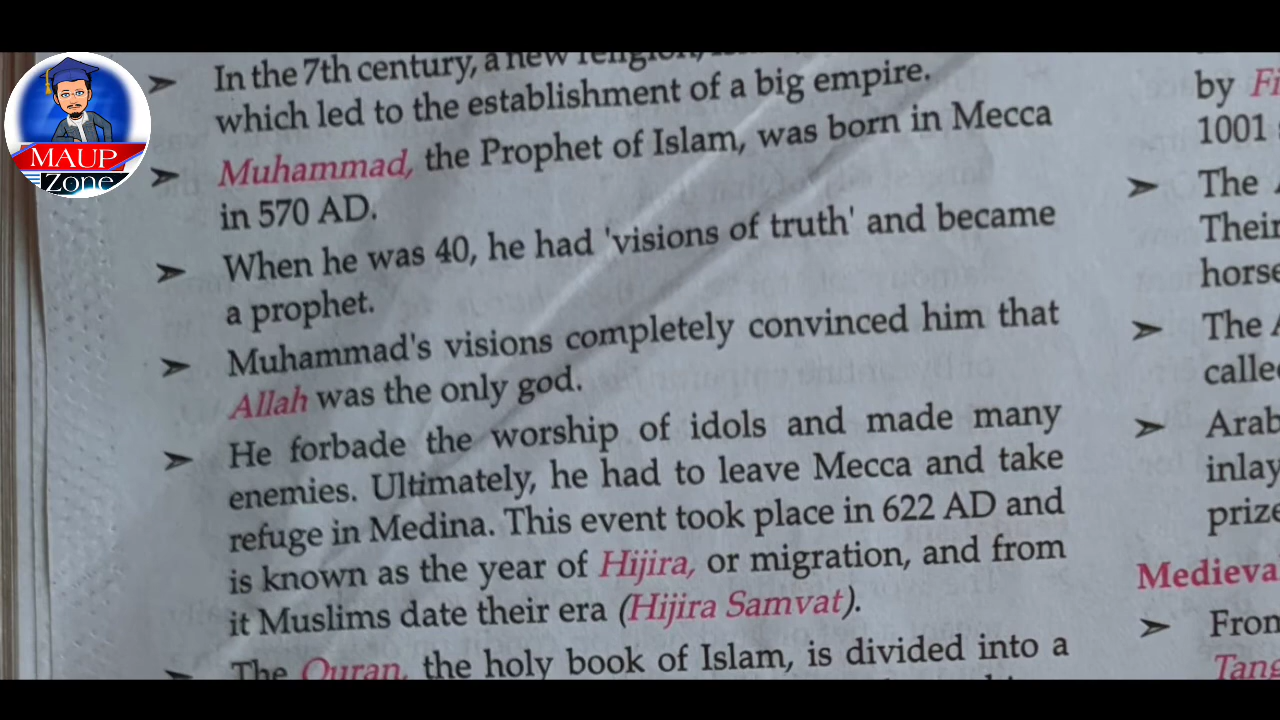 In the 7th century, a new religion,
which led to the establishment of a big empire.
➢ Muhammad, the Prophet of Islam, was born in Mecca
in 570 AD.
➢ When he was 40, he had 'visions of truth' and became
a prophet.
➢ Muhammad's visions completely convinced him that
Allah was the only god.
➢ He forbade the worship of idols and made many
enemies. Ultimately, he had to leave Mecca and take
refuge in Medina. This event took place in 622 AD and
is known as the year of Hijira, or migration, and from
it Muslims date their era (Hijira Samvat).
The Quran, the holy book of Islam, is divided into a
by
1001
The
Their
horse
The
called
Arab
inlay
prize
Medieva
From
Tang
MAUP
Zone